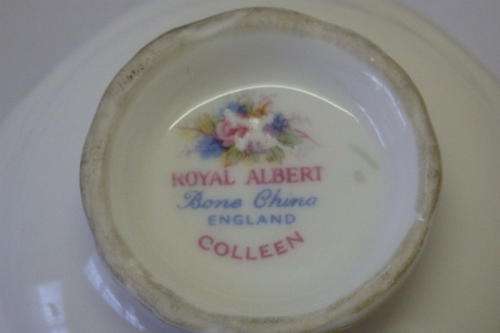 ROYAL ALBERT
Bone China
ENGLAND
COLLEEN